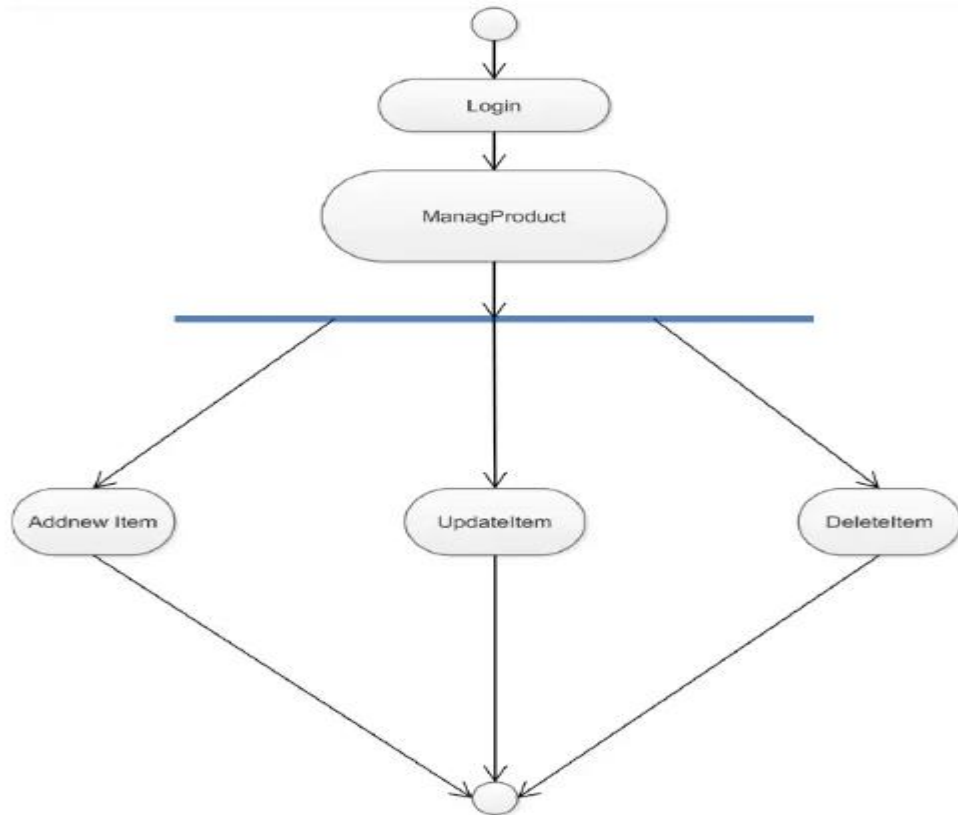 Login
ManagProduct
Addnew Item
UpdateItem
DeleteItem